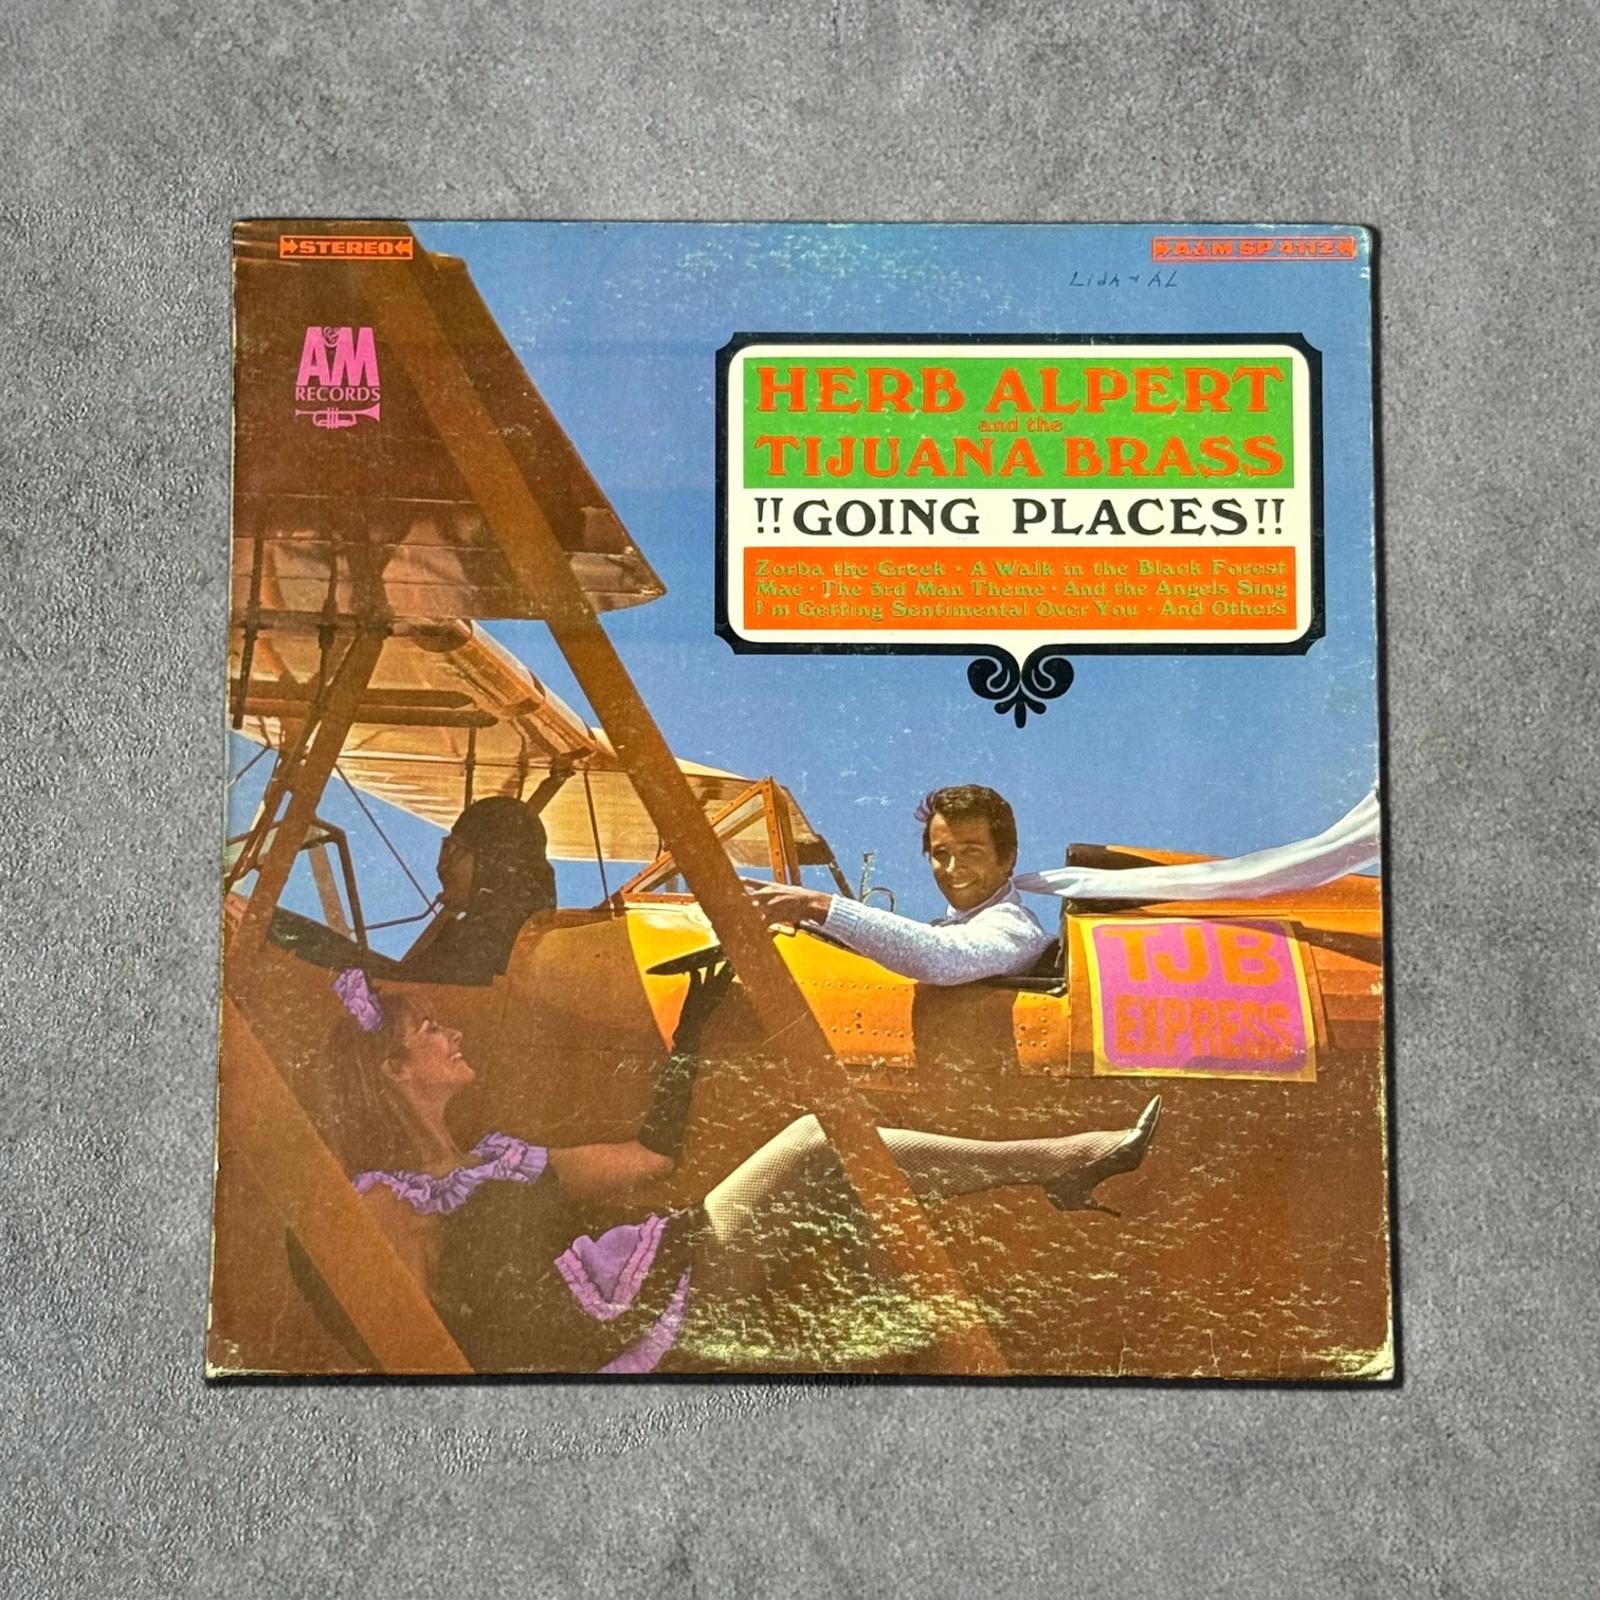 STEREO
A&M SP 4112
Lida + AL
A&M
RECORDS
HERB ALPERT
and the
TIJUANA BRASS
!!GOING PLACES!!
Zorba the Greek · A Walk in the Black Forest
Mae · The 3rd Man Theme · And the Angels Sing
I'm Getting Sentimental Over You · And Others
TJB
EXPRESS